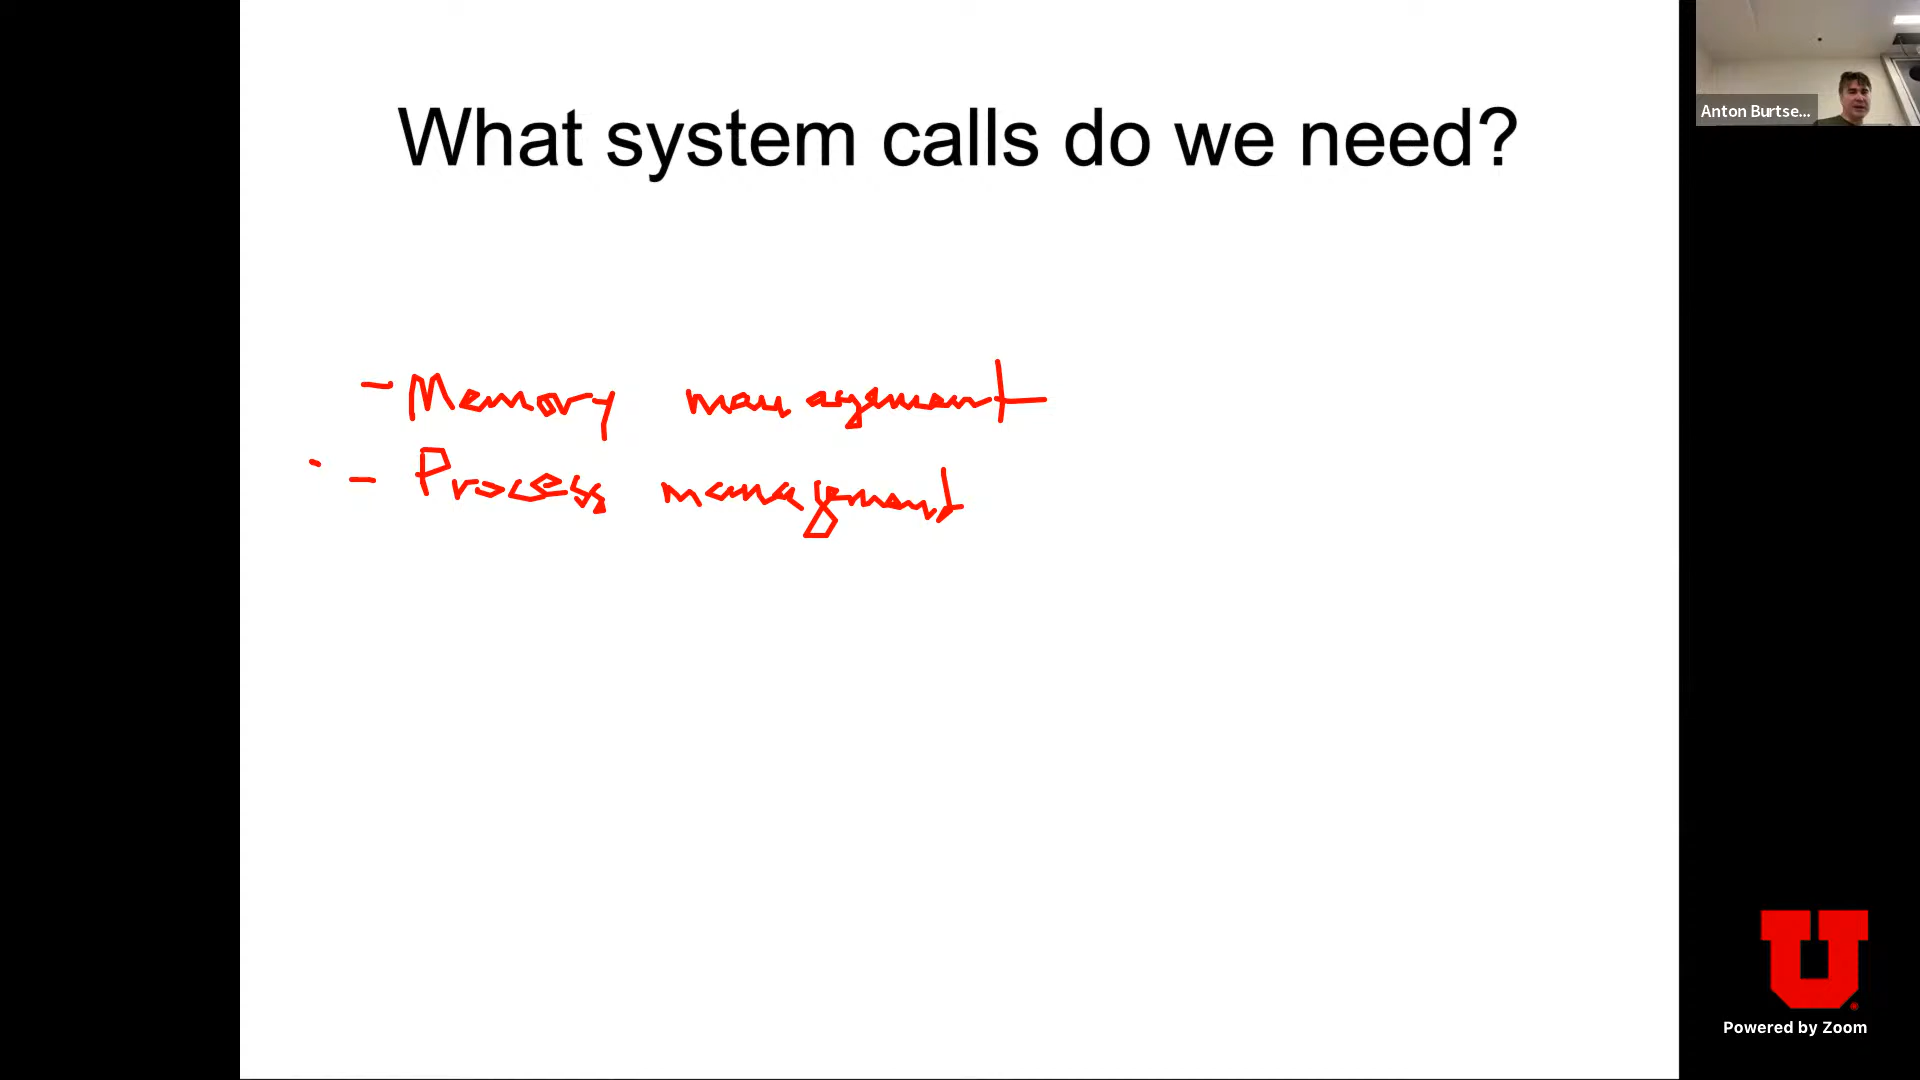 What system calls do we need?
- Memory management
- Process management
Anton Burtse...
U
Powered by Zoom